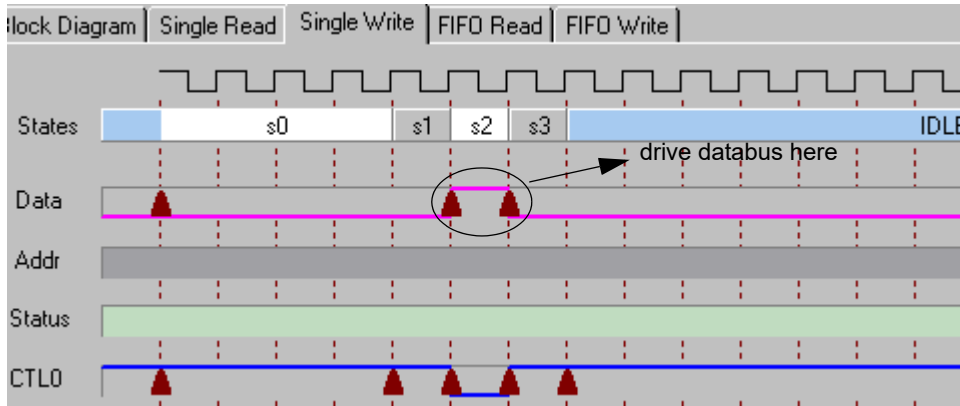 lock Diagram Single Read Single Write FIFO Read FIFO Write
States s0 s1 s2 s3 IDLE
drive databus here
Data
Addr
Status
CTL0